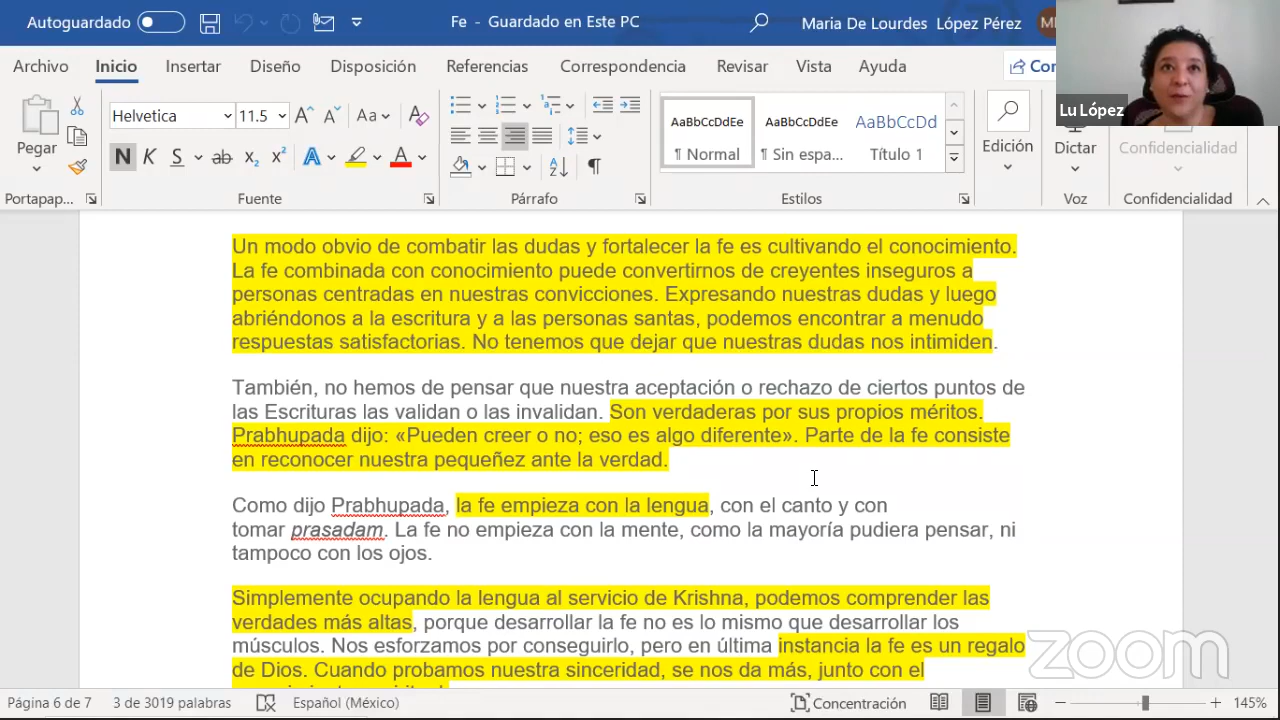 Autoguardado
Fe - Guardado en Este PC
Maria De Lourdes López Pérez
Archivo Inicio Insertar Diseño Disposición Referencias Correspondencia Revisar Vista Ayuda
Lu López
Helvetica 11.5
Aa
AaBbCcDdEe AaBbCcDdEe AaBbCcDd
Pegar
N K S ab x₂ x² A A
¶ Normal ¶ Sin espa... Título 1
Edición Dictar Confidencialidad
Portapap... Fuente Párrafo Estilos Voz Confidencialidad
Un modo obvio de combatir las dudas y fortalecer la fe es cultivando el conocimiento.
La fe combinada con conocimiento puede convertirnos de creyentes inseguros a
personas centradas en nuestras convicciones. Expresando nuestras dudas y luego
abriéndonos a la escritura y a las personas santas, podemos encontrar a menudo
respuestas satisfactorias. No tenemos que dejar que nuestras dudas nos intimiden.
También, no hemos de pensar que nuestra aceptación o rechazo de ciertos puntos de
las Escrituras las validan o las invalidan. Son verdaderas por sus propios méritos.
Prabhupada dijo: «Pueden creer o no; eso es algo diferente». Parte de la fe consiste
en reconocer nuestra pequeñez ante la verdad.
Como dijo Prabhupada, la fe empieza con la lengua, con el canto y con
tomar prasadam. La fe no empieza con la mente, como la mayoría pudiera pensar, ni
tampoco con los ojos.
Simplemente ocupando la lengua al servicio de Krishna, podemos comprender las
verdades más altas, porque desarrollar la fe no es lo mismo que desarrollar los
músculos. Nos esforzamos por conseguirlo, pero en última instancia la fe es un regalo
de Dios. Cuando probamos nuestra sinceridad, se nos da más, junto con el
zoom
Página 6 de 7 3 de 3019 palabras Español (México) Concentración 145%